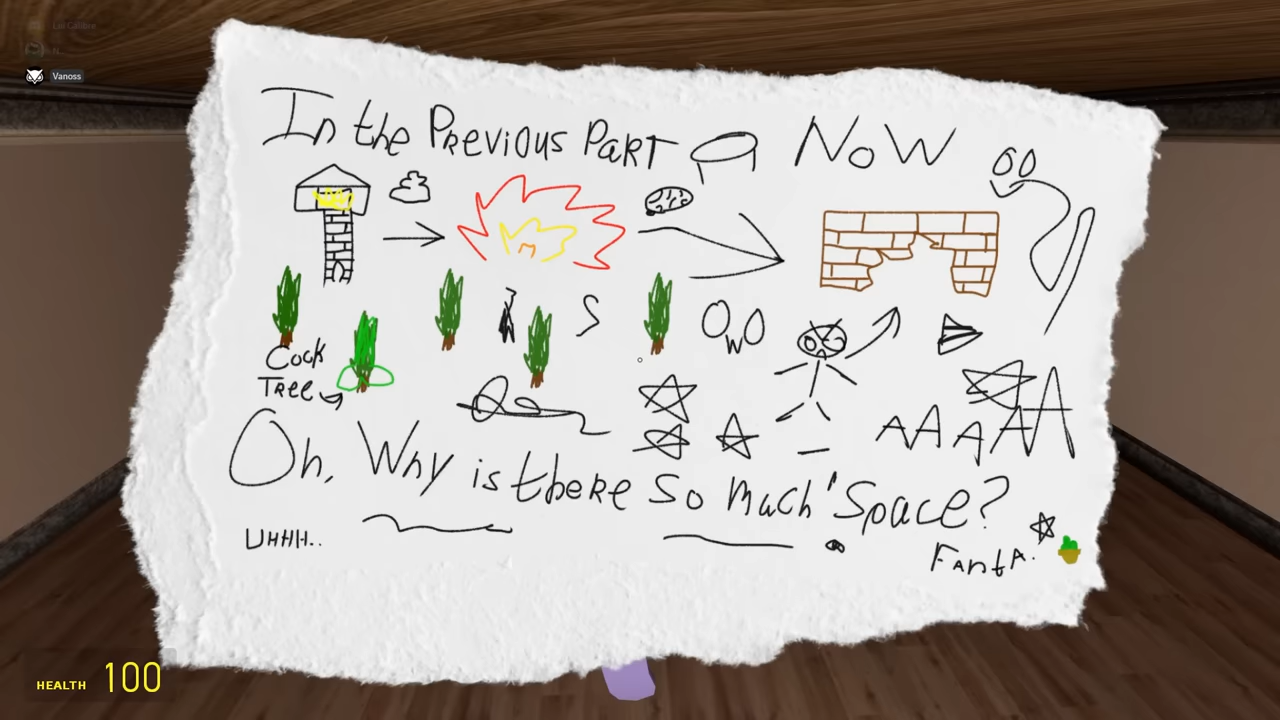 Vanoss
In the Previous Part
Now
OwO
Cock
Tree
AAAAA
Oh, Why is there so much 'Space?
UHHH..
Fanta.
HEALTH 100